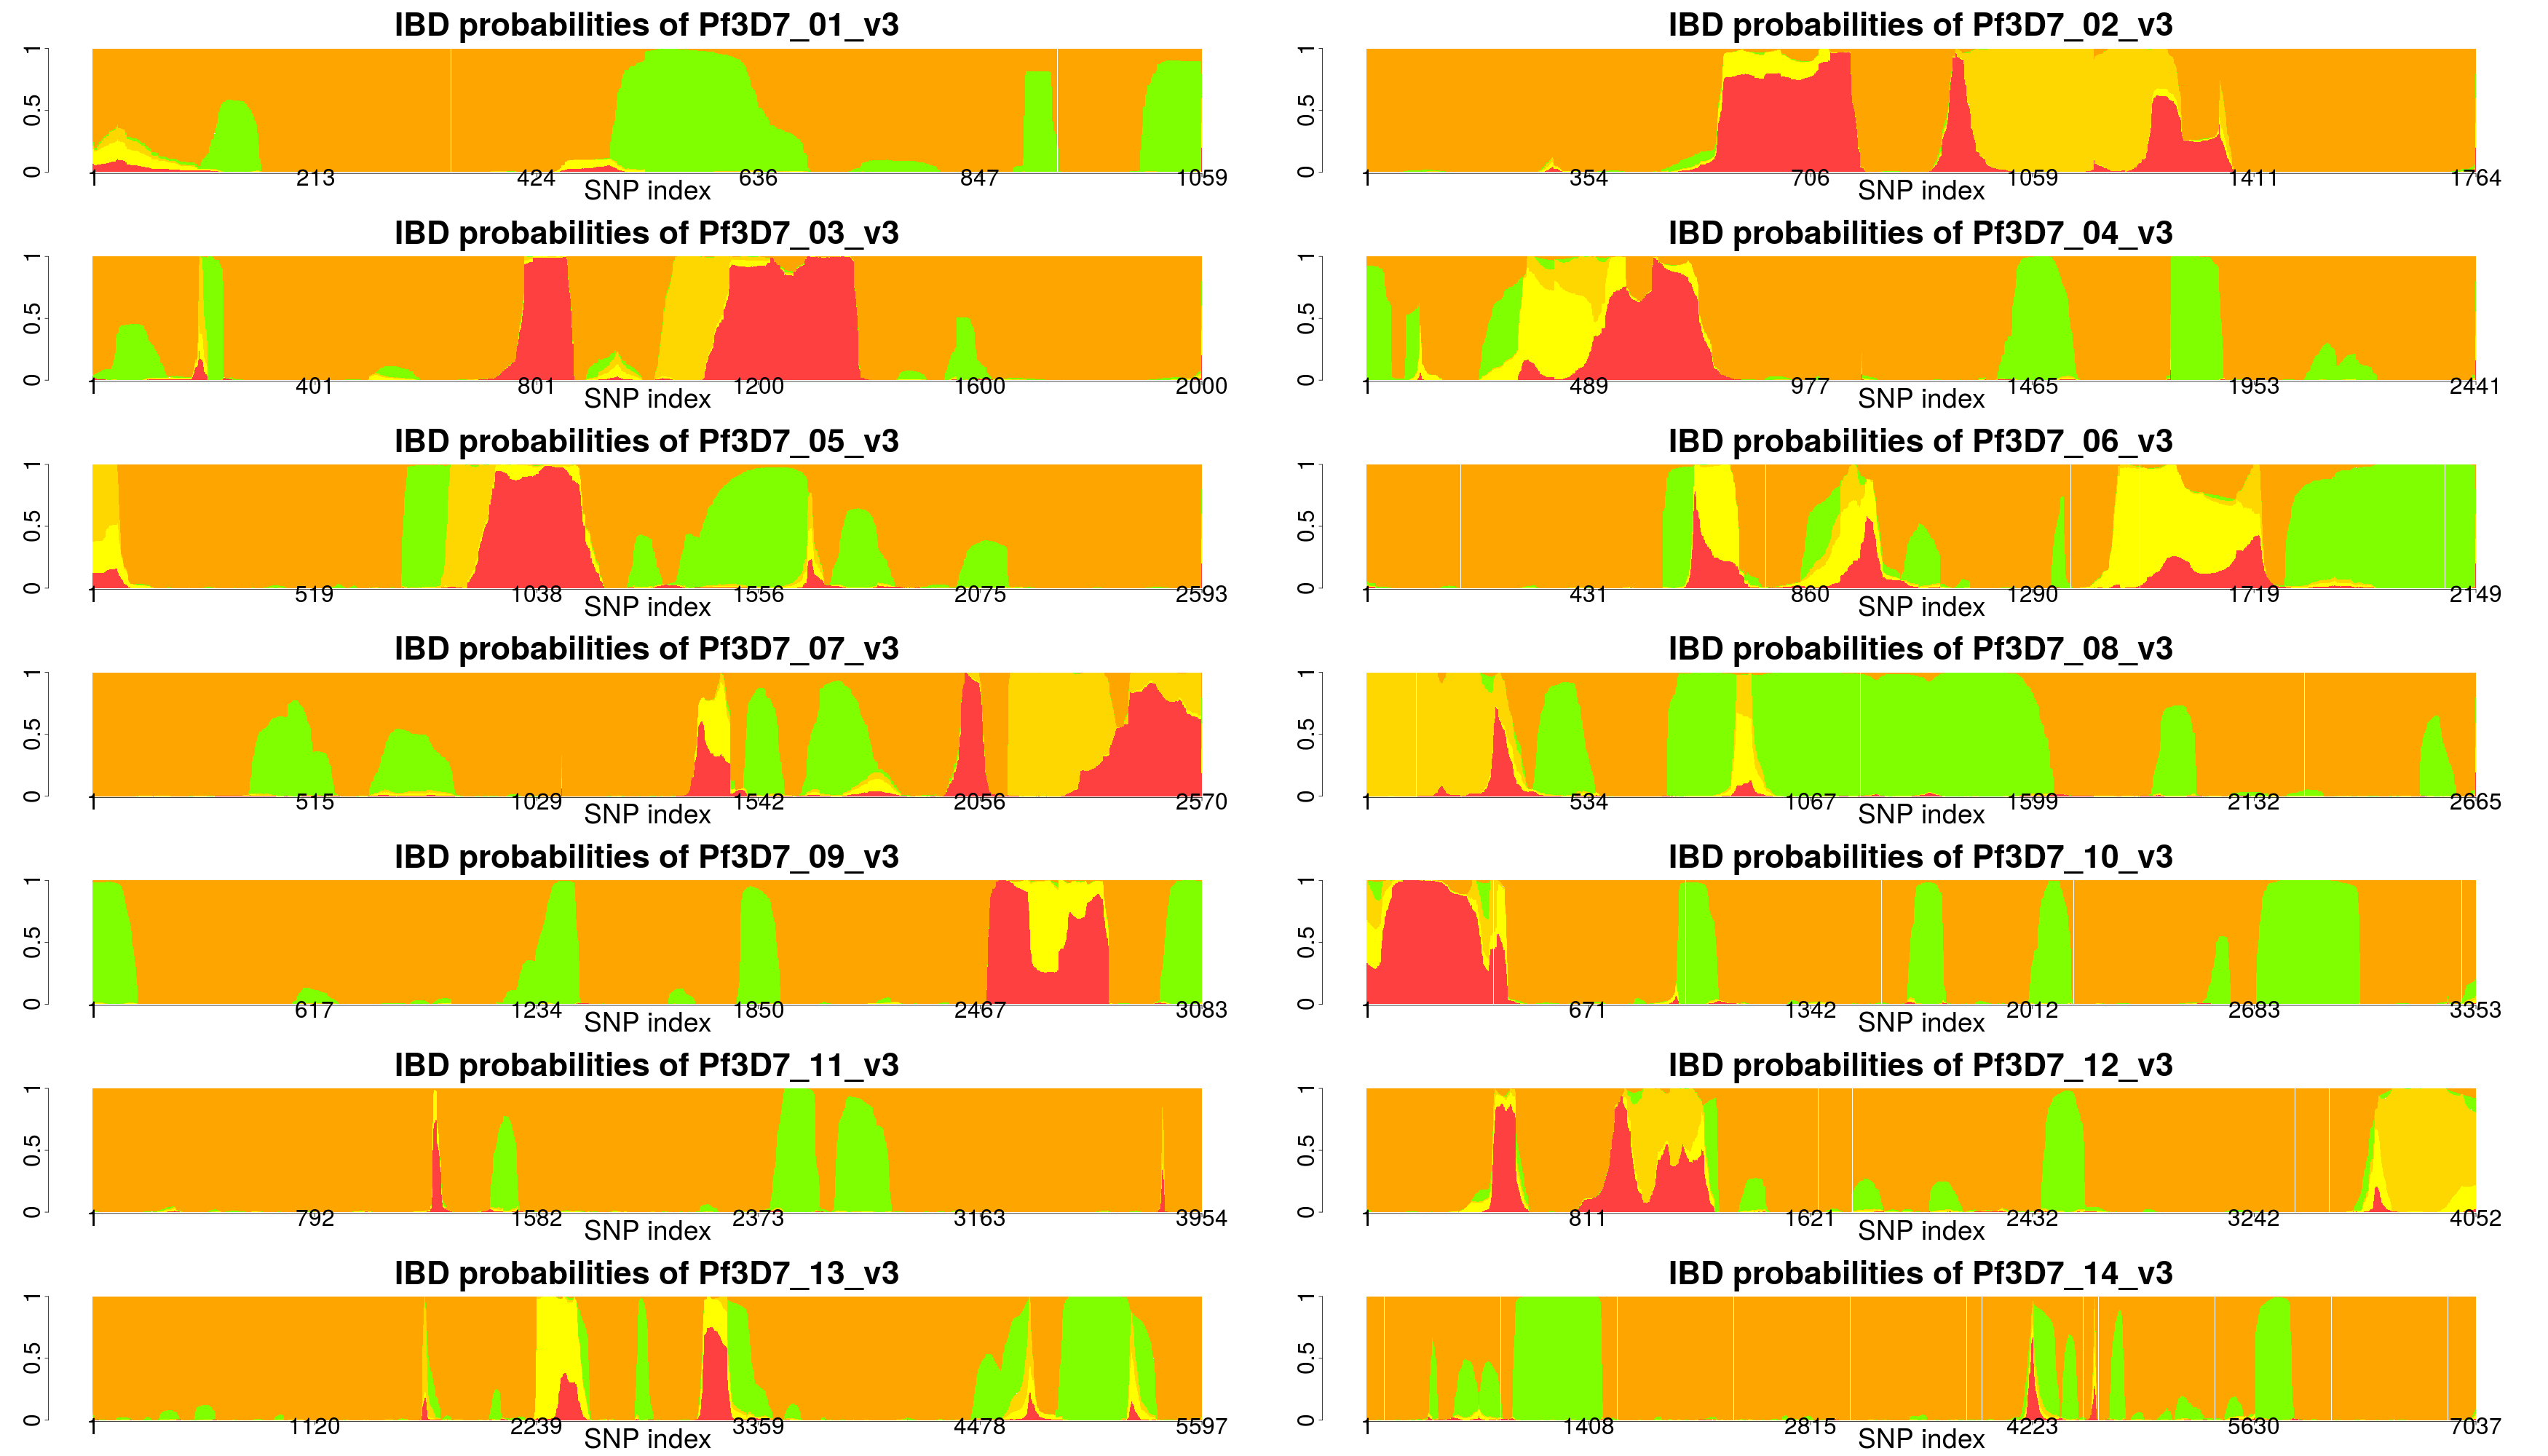 IBD probabilities of Pf3D7_01_v3
0 0.5 1
1 213 424 636 847 1059
SNP index
IBD probabilities of Pf3D7_02_v3
0 0.5 1
1 354 706 1059 1411 1764
SNP index
IBD probabilities of Pf3D7_03_v3
0 0.5 1
1 401 801 1200 1600 2000
SNP index
IBD probabilities of Pf3D7_04_v3
0 0.5 1
1 489 977 1465 1953 2441
SNP index
IBD probabilities of Pf3D7_05_v3
0 0.5 1
1 519 1038 1556 2075 2593
SNP index
IBD probabilities of Pf3D7_06_v3
0 0.5 1
1 431 860 1290 1719 2149
SNP index
IBD probabilities of Pf3D7_07_v3
0 0.5 1
1 515 1029 1542 2056 2570
SNP index
IBD probabilities of Pf3D7_08_v3
0 0.5 1
1 534 1067 1599 2132 2665
SNP index
IBD probabilities of Pf3D7_09_v3
0 0.5 1
1 617 1234 1850 2467 3083
SNP index
IBD probabilities of Pf3D7_10_v3
0 0.5 1
1 671 1342 2012 2683 3353
SNP index
IBD probabilities of Pf3D7_11_v3
0 0.5 1
1 792 1582 2373 3163 3954
SNP index
IBD probabilities of Pf3D7_12_v3
0 0.5 1
1 811 1621 2432 3242 4052
SNP index
IBD probabilities of Pf3D7_13_v3
0 0.5 1
1 1120 2239 3359 4478 5597
SNP index
IBD probabilities of Pf3D7_14_v3
0 0.5 1
1 1408 2815 4223 5630 7037
SNP index